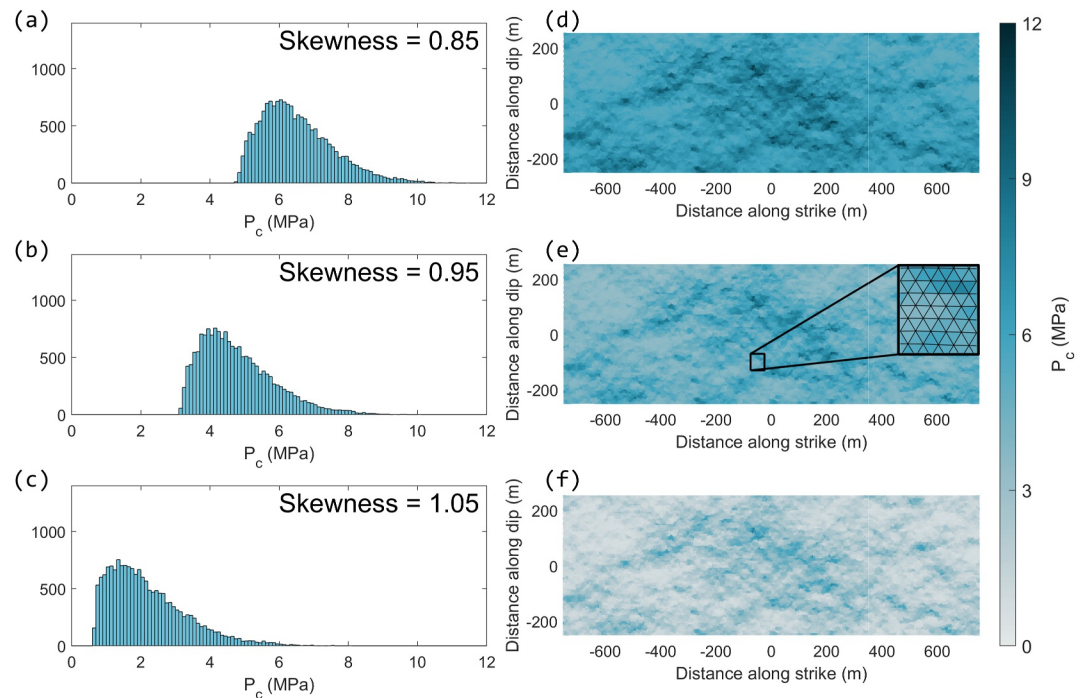 (a)
Skewness = 0.85
1000
500
0
0 2 4 6 8 10 12
P_c (MPa)
(d)
Distance along dip (m)
200
0
-200
-600 -400 -200 0 200 400 600
Distance along strike (m)
(b)
Skewness = 0.95
1000
500
0
0 2 4 6 8 10 12
P_c (MPa)
(e)
Distance along dip (m)
200
0
-200
-600 -400 -200 0 200 400 600
Distance along strike (m)
(c)
Skewness = 1.05
1000
500
0
0 2 4 6 8 10 12
P_c (MPa)
(f)
Distance along dip (m)
200
0
-200
-600 -400 -200 0 200 400 600
Distance along strike (m)
12
9
6
3
0
P_c (MPa)